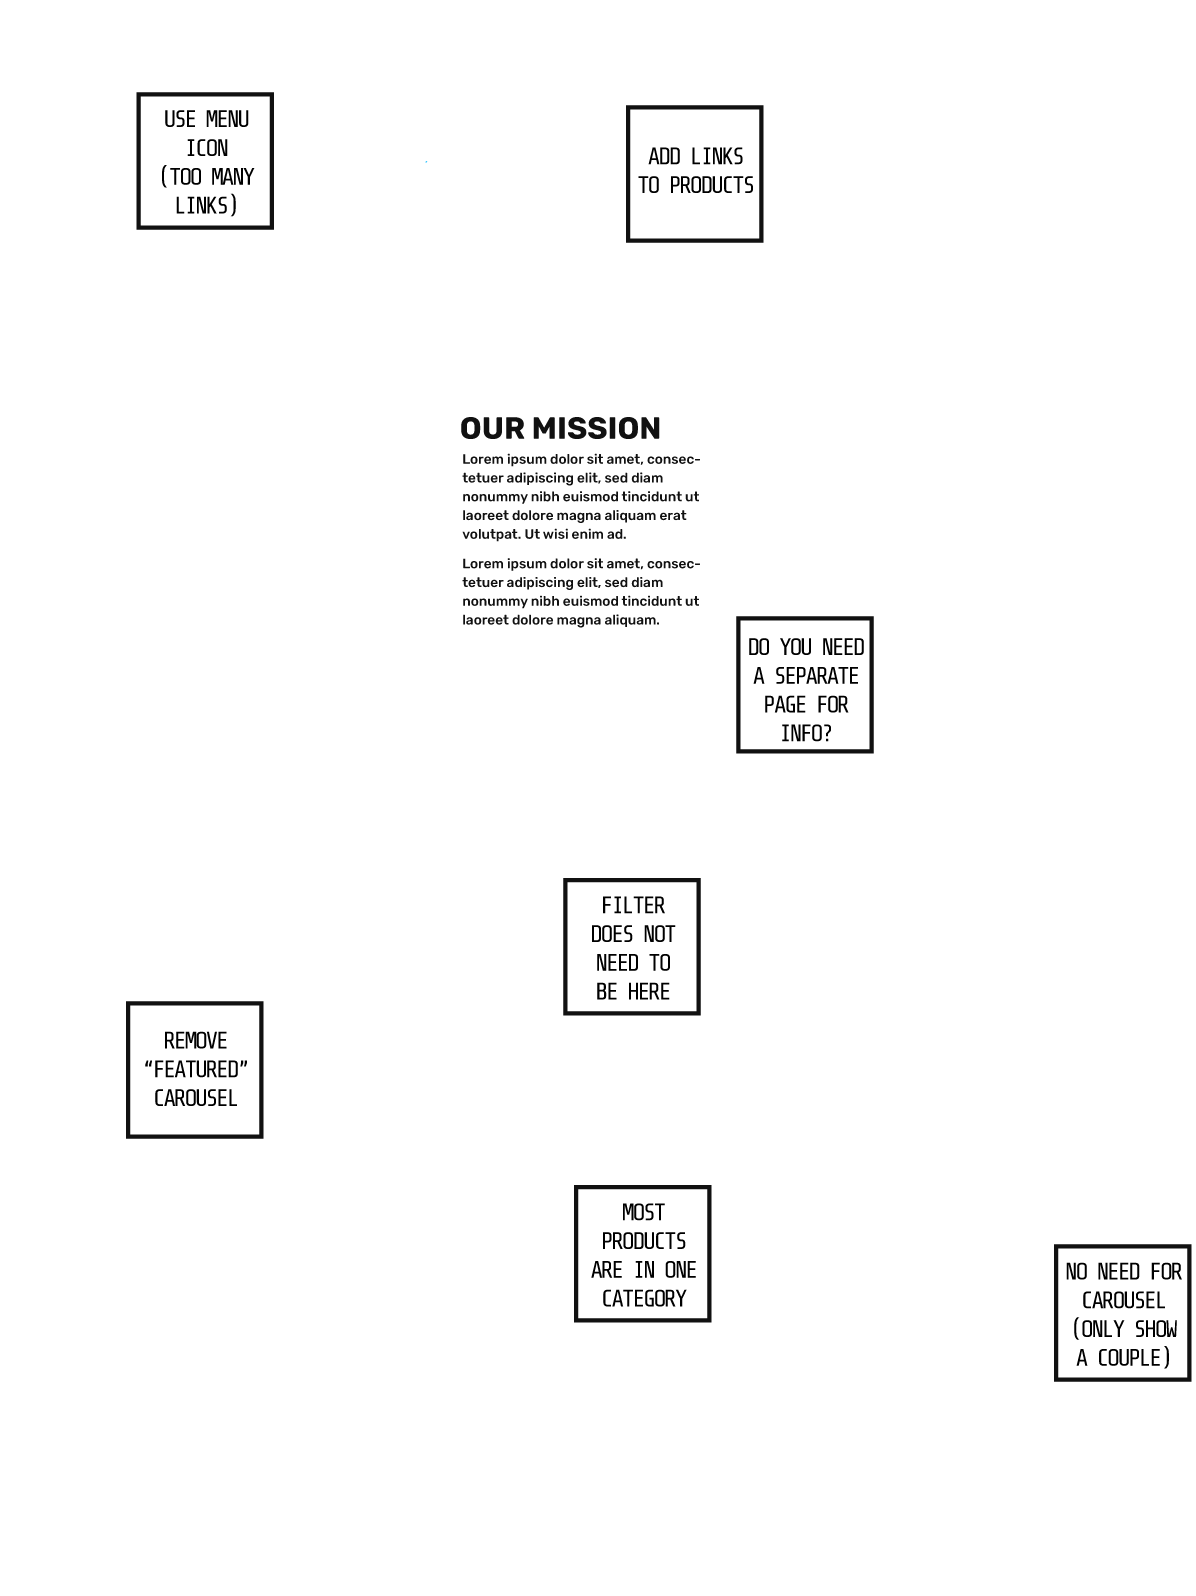 USE MENU
ICON
(TOO MANY
LINKS)
ADD LINKS
TO PRODUCTS
OUR MISSION
Lorem ipsum dolor sit amet, consec-
tetuer adipiscing elit, sed diam
nonummy nibh euismod tincidunt ut
laoreet dolore magna aliquam erat
volutpat. Ut wisi enim ad.
Lorem ipsum dolor sit amet, consec-
tetuer adipiscing elit, sed diam
nonummy nibh euismod tincidunt ut
laoreet dolore magna aliquam.
DO YOU NEED
A SEPARATE
PAGE FOR
INFO?
FILTER
DOES NOT
NEED TO
BE HERE
REMOVE
“FEATURED”
CAROUSEL
MOST
PRODUCTS
ARE IN ONE
CATEGORY
NO NEED FOR
CAROUSEL
(ONLY SHOW
A COUPLE)